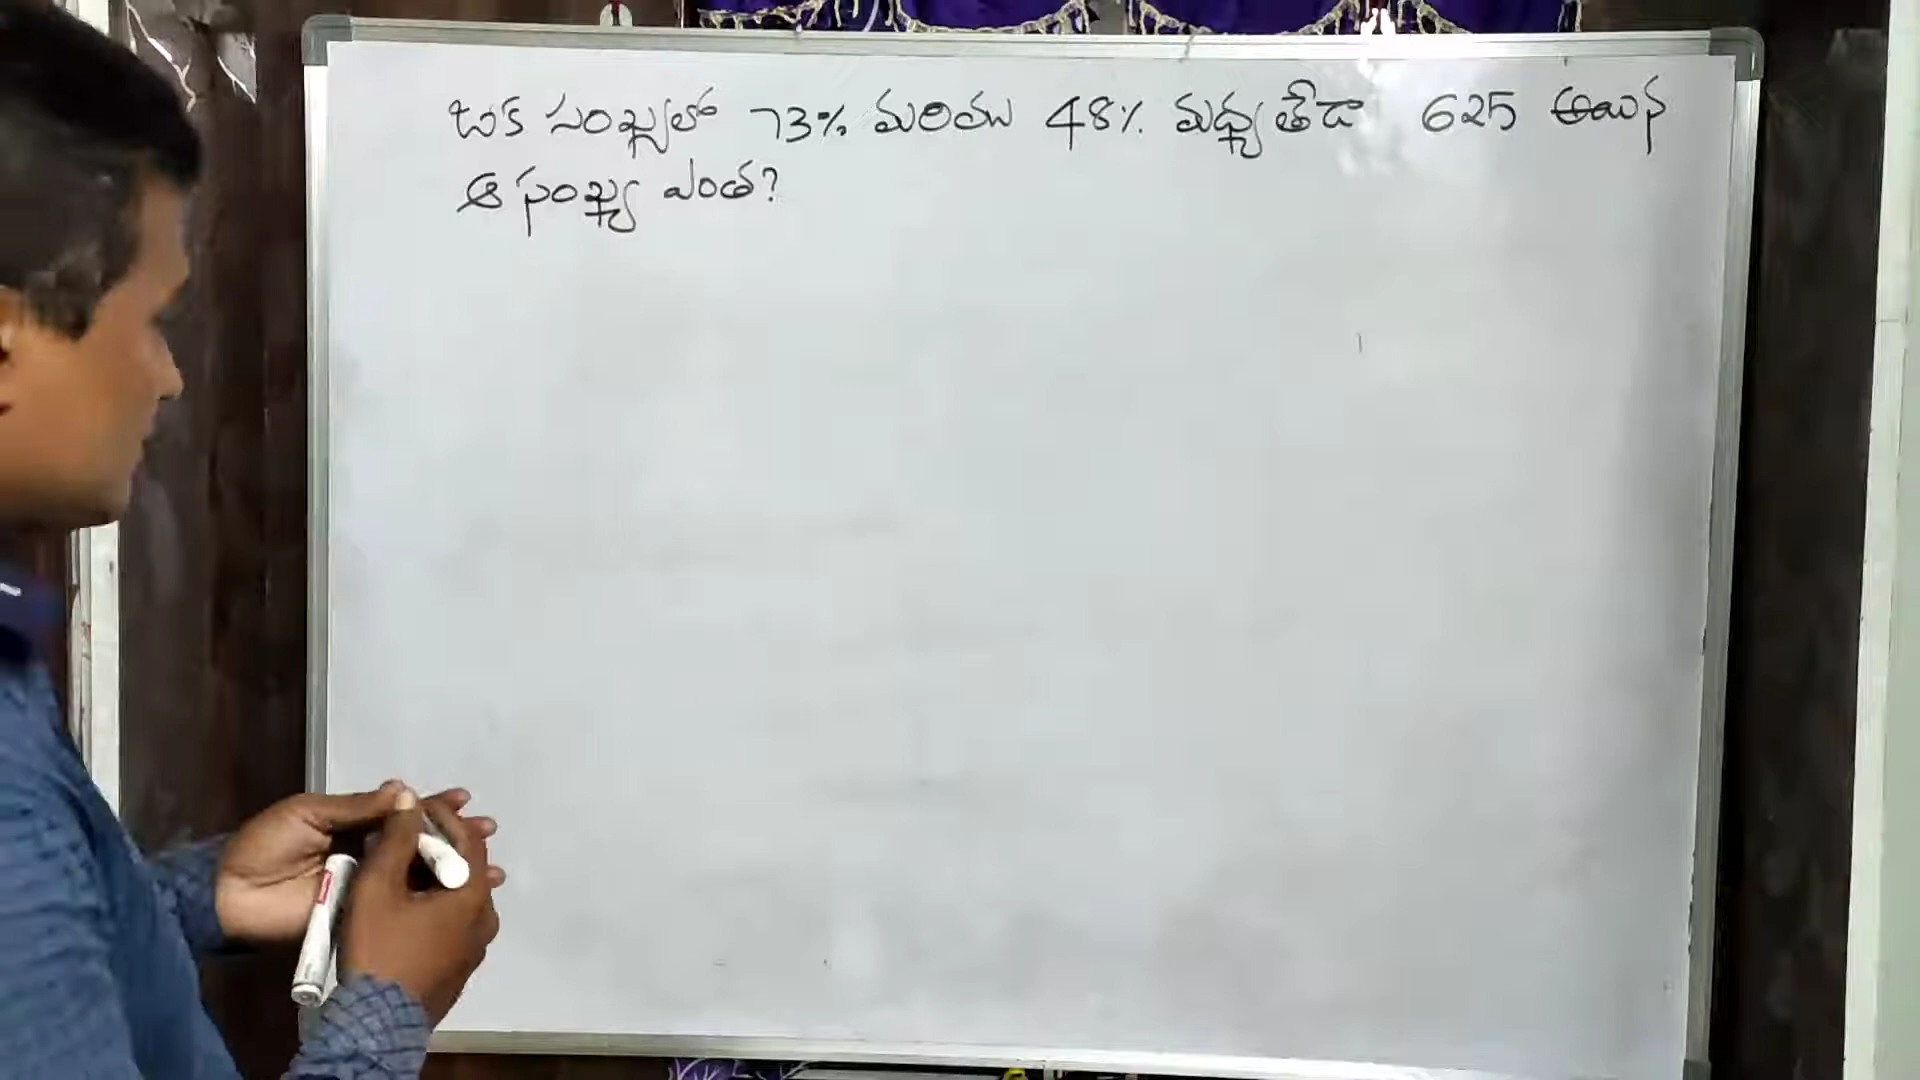 ఒక సంఖ్యలో 73% మరియు 48% మధ్య తేడా 625 అయిన
ఆ సంఖ్య ఎంత?